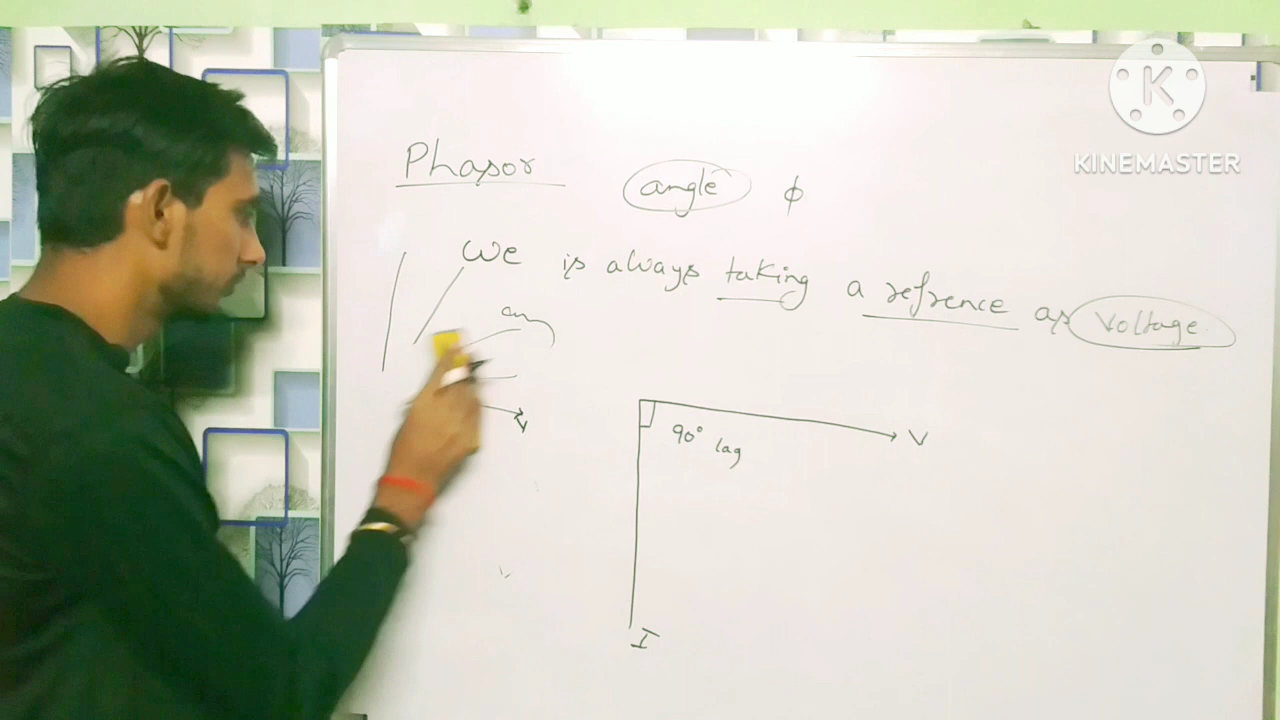 K
KINEMASTER
Phasor angle ϕ
We is always taking a refrence as Voltage
V
90° lag
V
I